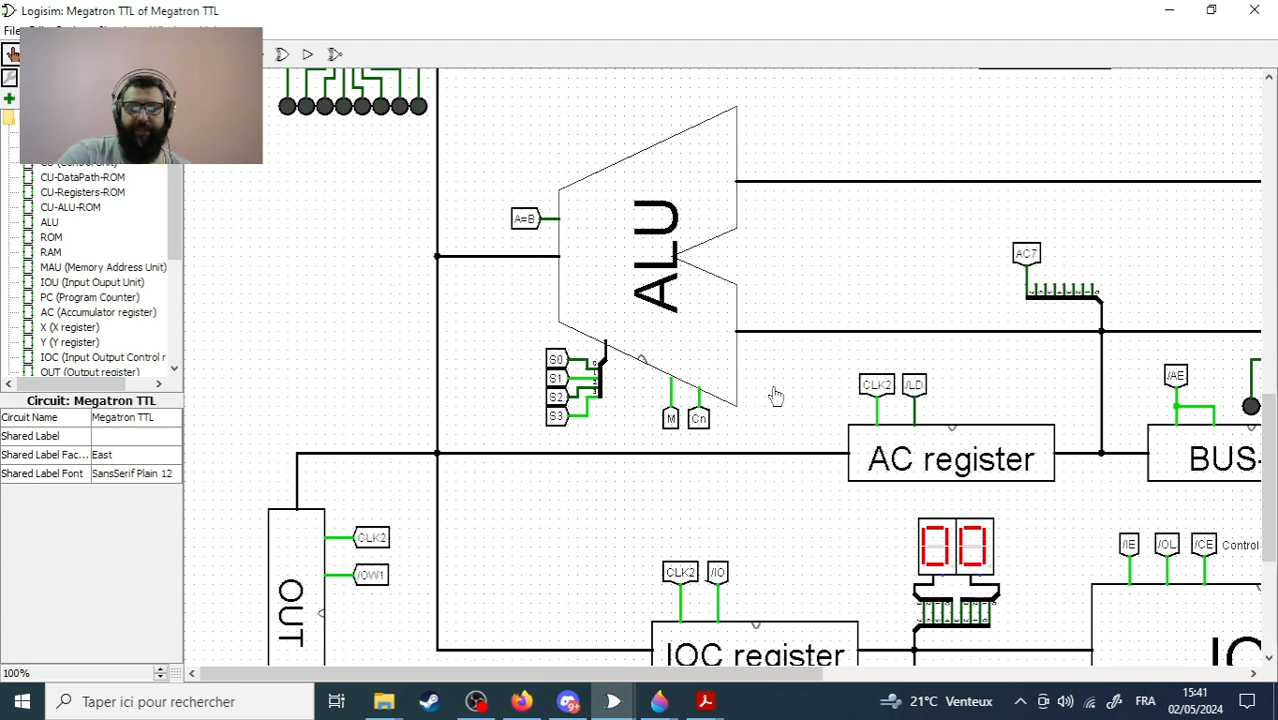 Logisim: Megatron TTL of Megatron TTL
File
CU-DataPath-ROM
CU-Registers-ROM
CU-ALU-ROM
ALU
ROM
RAM
MAU (Memory Address Unit)
IOU (Input Ouput Unit)
PC (Program Counter)
AC (Accumulator register)
X (X register)
Y (Y register)
IOC (Input Output Control r
OUT (Output register)
Circuit: Megatron TTL
Circuit Name Megatron TTL
Shared Label
Shared Label Fac... East
Shared Label Font SansSerif Plain 12
100%
A=B
ALU
S0
S1
S2
S3
M
Cn
AC7
CLK2
/LD
/AE
AC register
BUS-
CLK2
/OW1
OUT
CLK2
/IO
IOC register
00
/IE
/OL
/CE
Control
IO
Taper ici pour rechercher
9+
21°C Venteux
FRA
15:41
02/05/2024